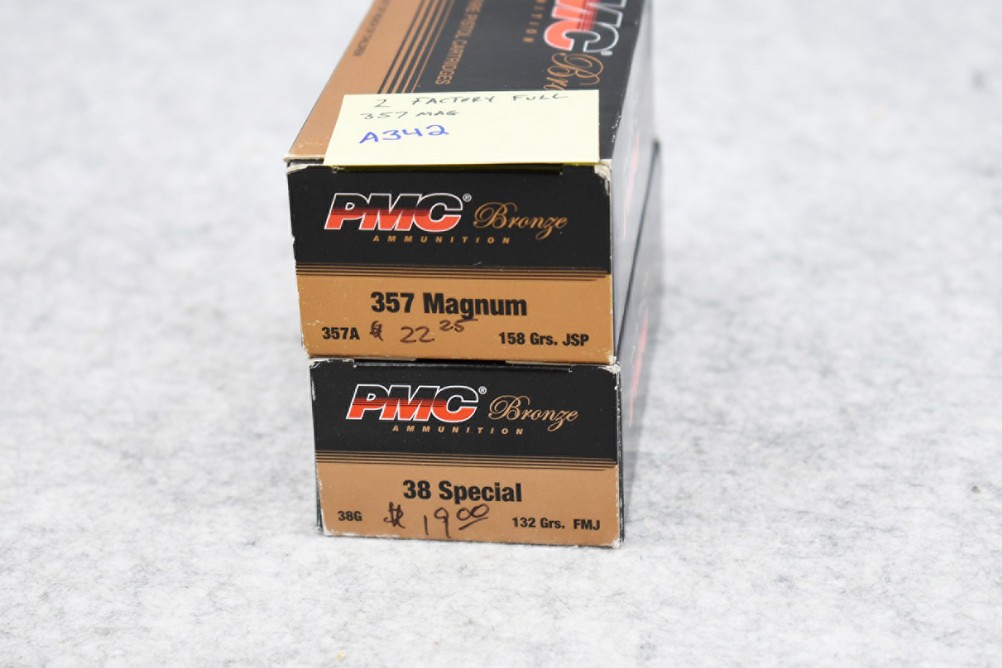 PMC®
Bronze
PISTOL CARTRIDGES
2 FACTORY FULL
357 MAG
A342
PMC® Bronze
AMMUNITION
357 Magnum
357A $ 22 25 158 Grs. JSP
PMC® Bronze
AMMUNITION
38 Special
38G $ 19 00 132 Grs. FMJ